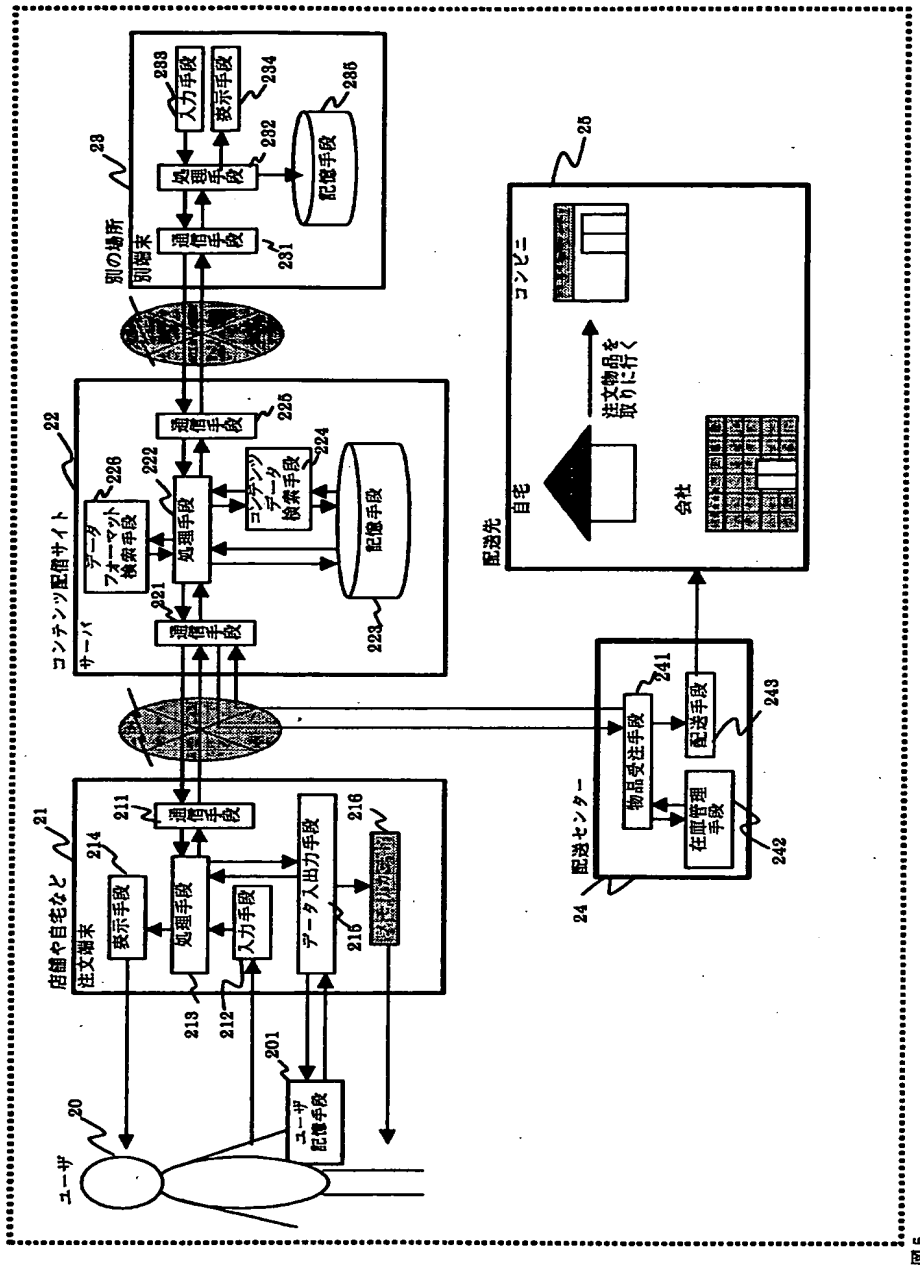 ユーザ
20
ユーザ
記憶手段
201
店舗や自宅など
注文端末
21
表示手段
214
処理手段
213
入力手段
212
通信手段
211
データ入出力手段
215
216
コンテンツ配信サイト
サーバ
22
データ
フォーマット
検索手段
226
通信手段
221
処理手段
222
コンテンツ
データ
検索手段
224
記憶手段
223
通信手段
225
別の場所
別端末
23
通信手段
231
処理手段
232
入力手段
233
表示手段
234
記憶手段
235
配送センター
24
物品受注手段
241
在庫管理
手段
242
配送手段
243
配送先
25
自宅
注文物品を
取りに行く
コンビニ
会社
図6